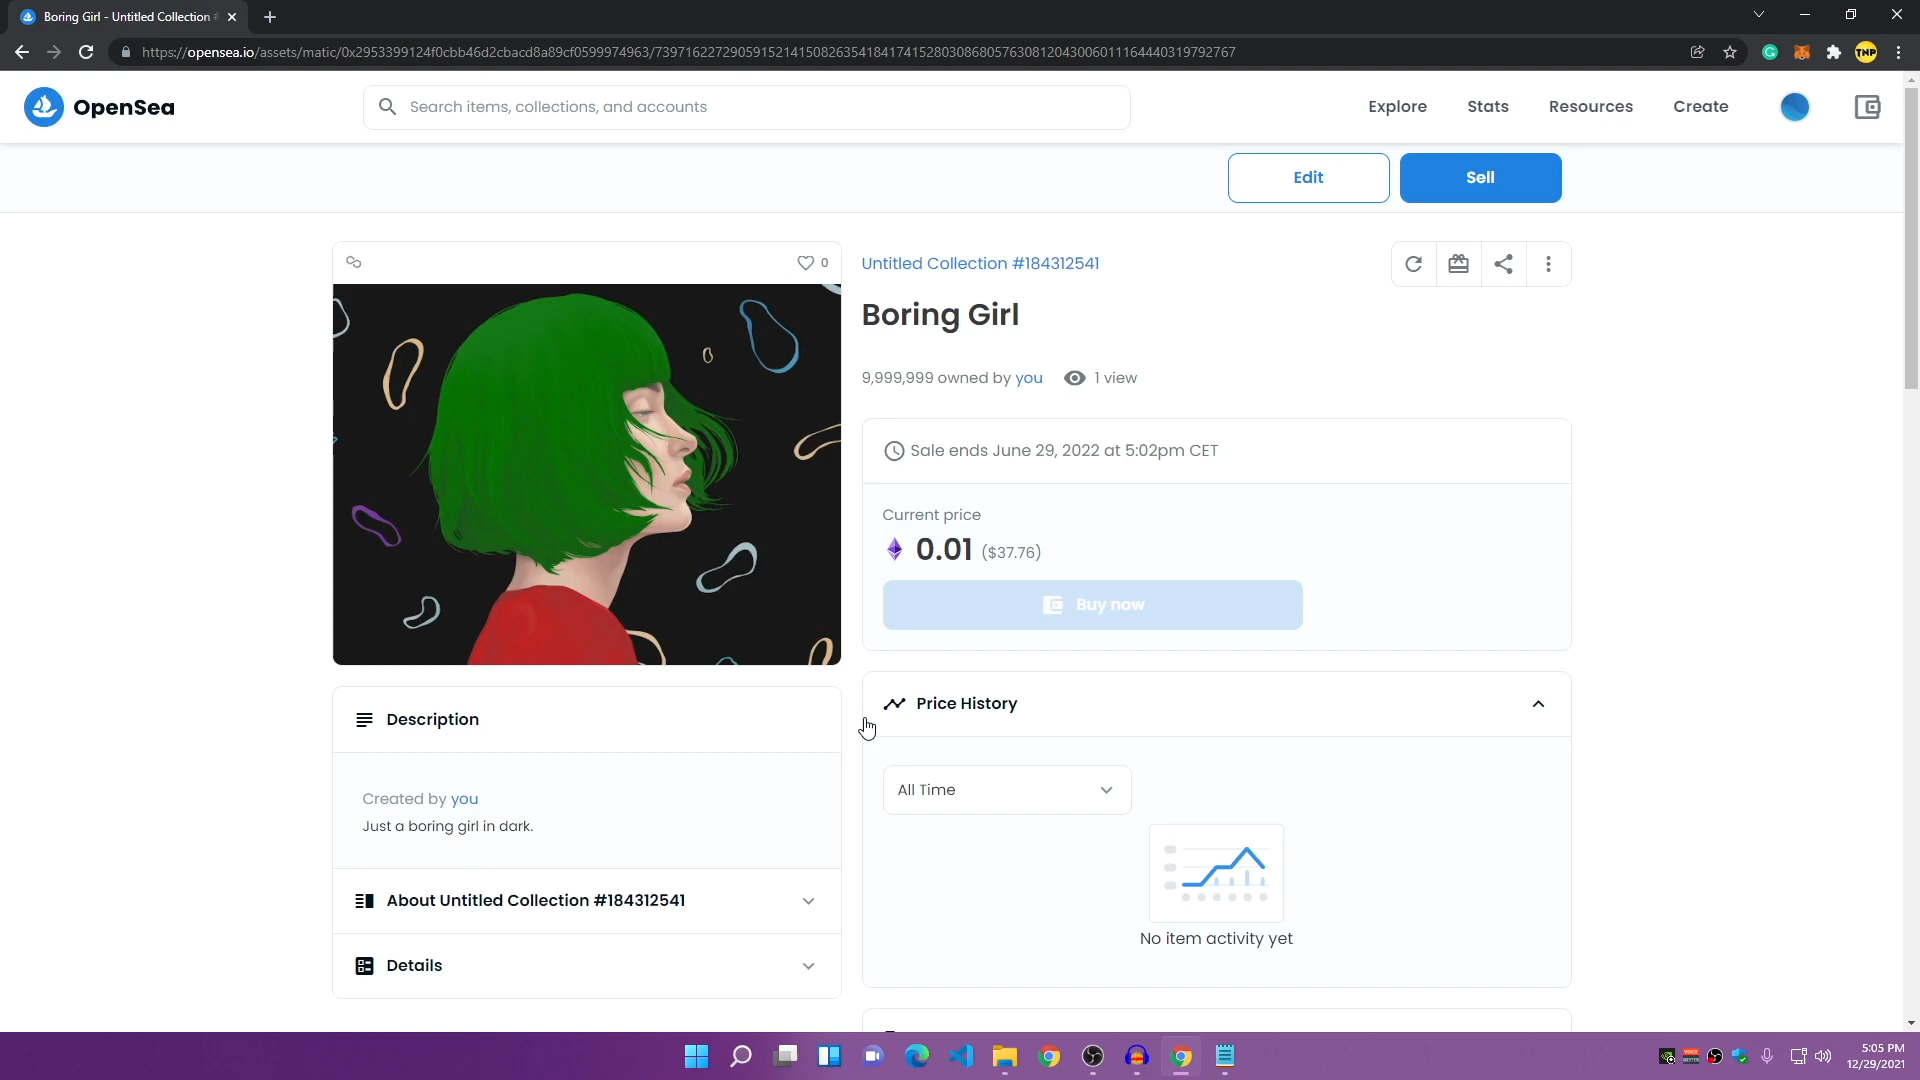 Boring Girl - Untitled Collection
https://opensea.io/assets/matic/0x2953399124f0cbb46d2cbacd8a89cf0599974963/73971622729059152141508263541841741528030868057630812043006011164440319792767
TNP
OpenSea
Search items, collections, and accounts
Explore
Stats
Resources
Create
Edit
Sell
0
Untitled Collection #184312541
Boring Girl
9,999,999 owned by you
1 view
Sale ends June 29, 2022 at 5:02pm CET
Current price
0.01 ($37.76)
Buy now
Price History
All Time
No item activity yet
Description
Created by you
Just a boring girl in dark.
About Untitled Collection #184312541
Details
5:05 PM
12/29/2021